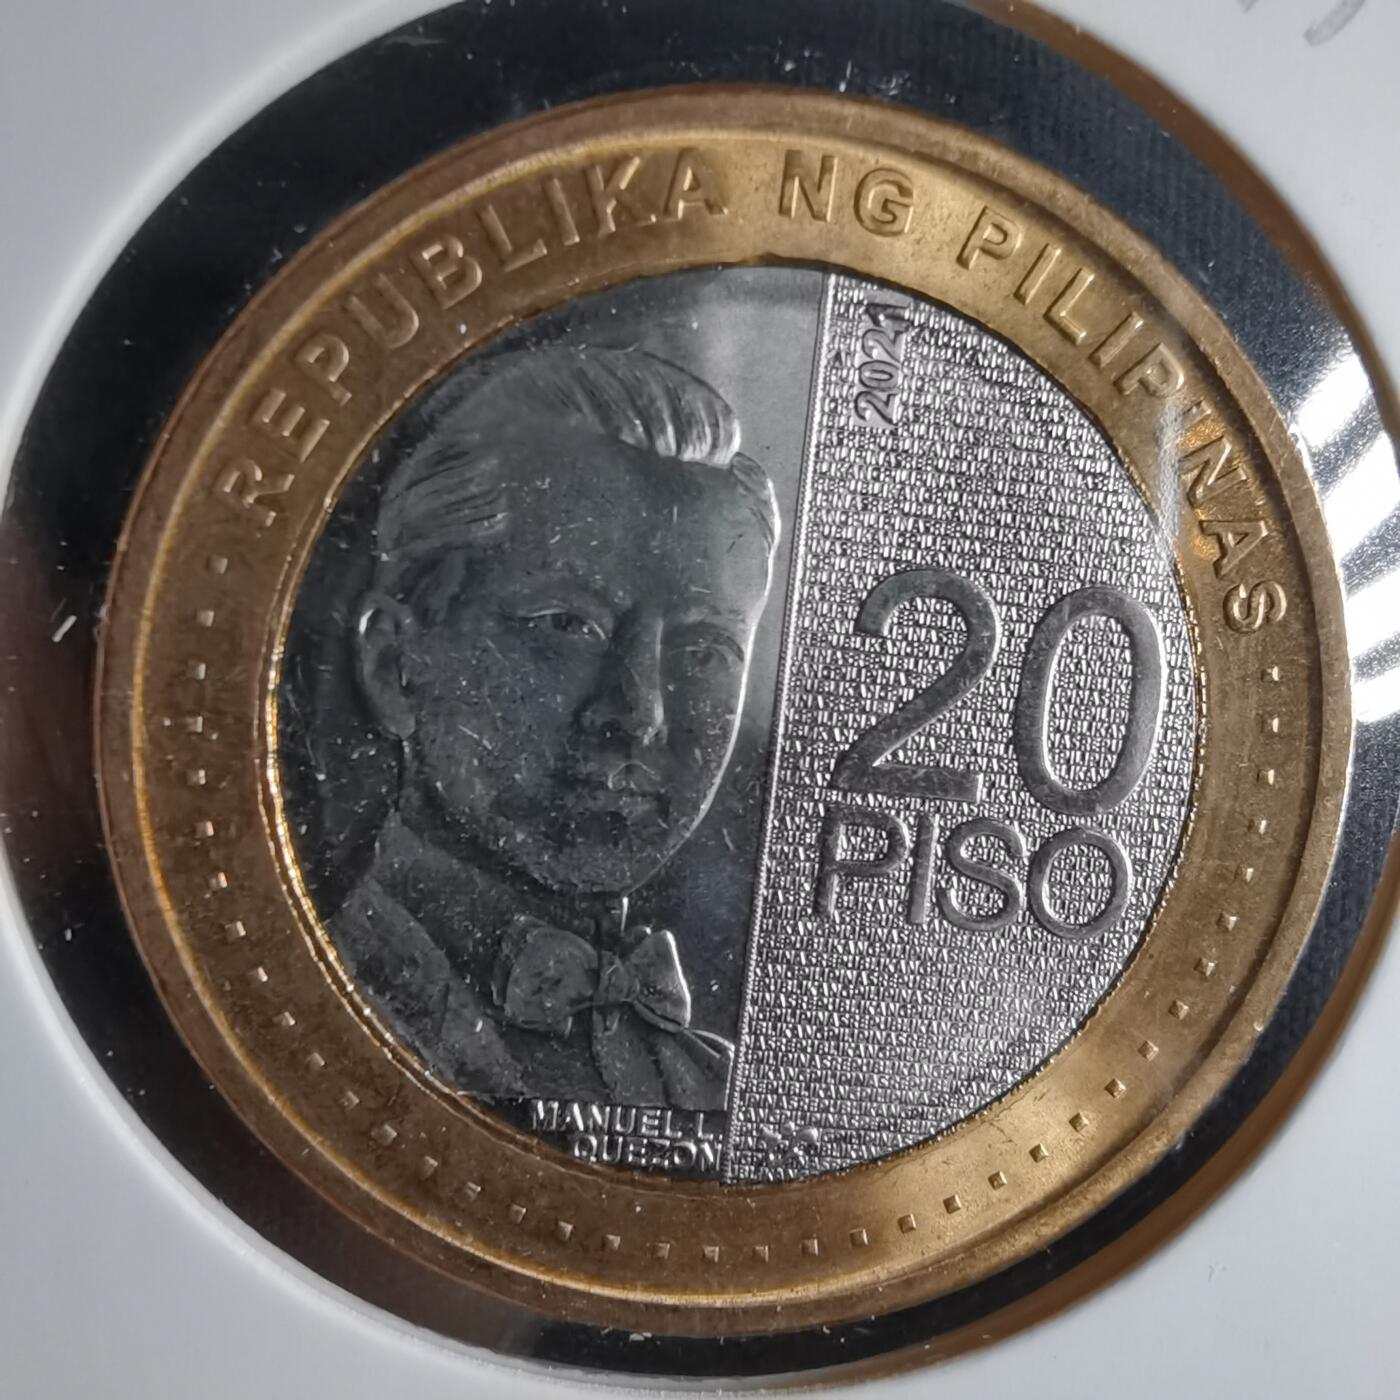 REPUBLIKA NG PILIPINAS
2021
20
PISO
MANUEL L.
QUEZON